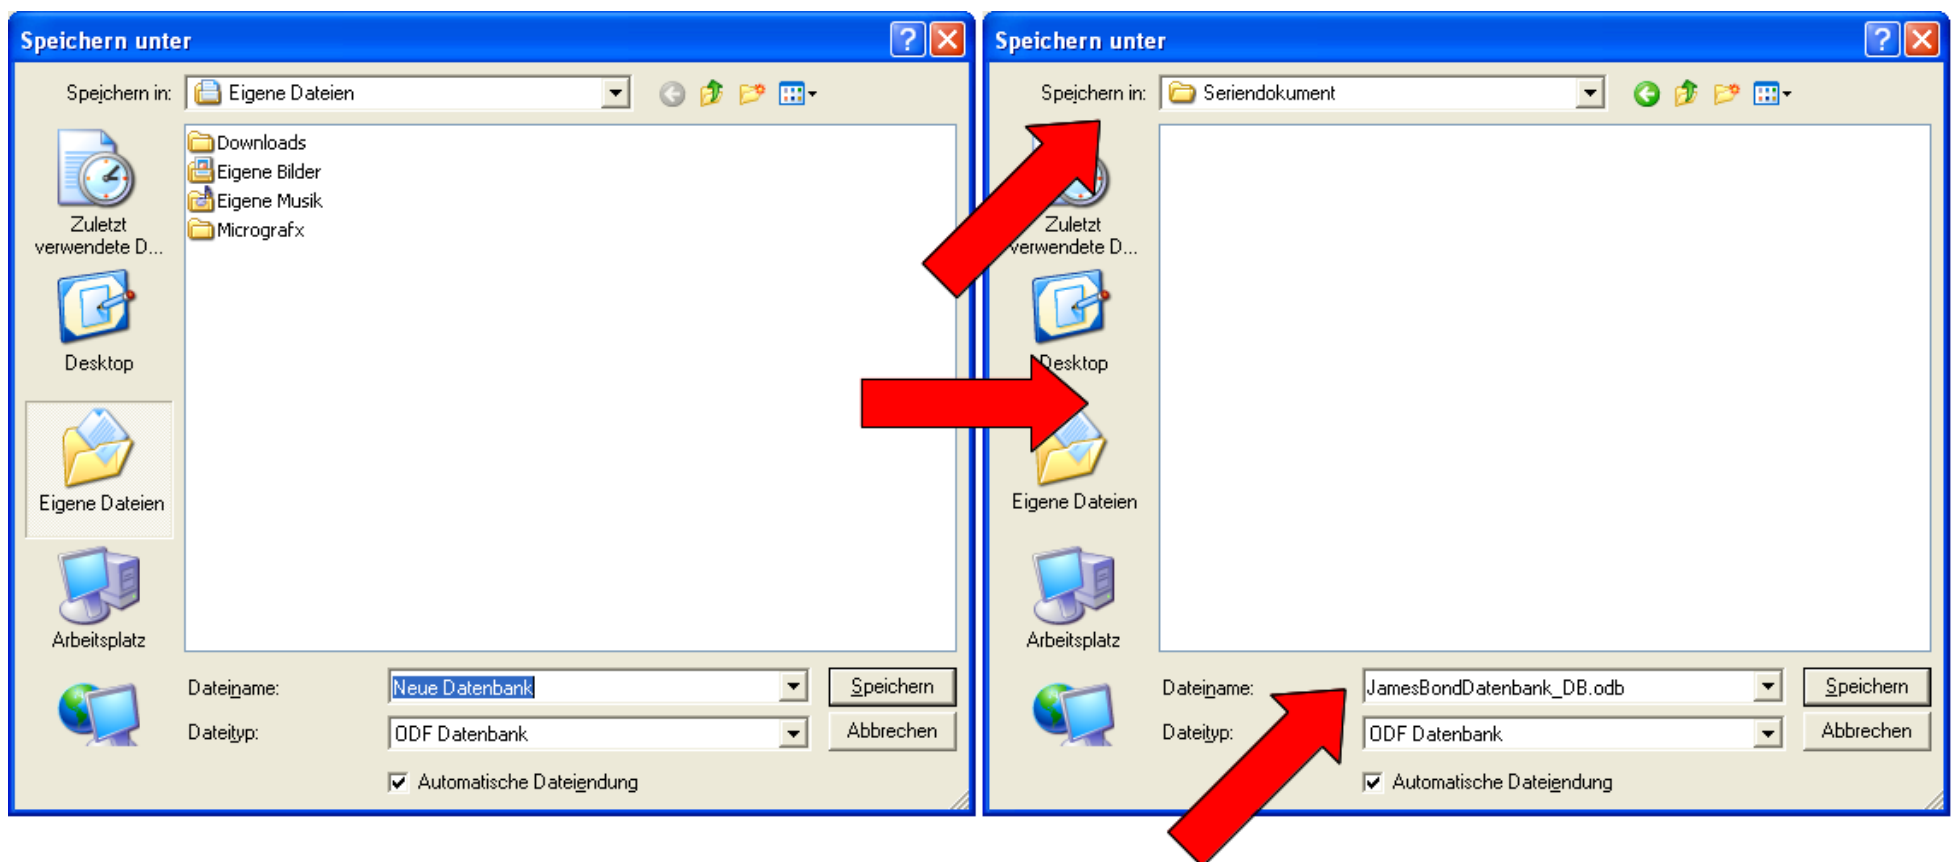 Speichern unter
Speichern in:
Eigene Dateien
Downloads
Eigene Bilder
Eigene Musik
Micrografx
Zuletzt
verwendete D...
Desktop
Eigene Dateien
Arbeitsplatz
Dateiname:
Neue Datenbank
Speichern
Dateityp:
ODF Datenbank
Abbrechen
Automatische Dateiendung
Speichern unter
Speichern in:
Seriendokument
Zuletzt
verwendete D...
Desktop
Eigene Dateien
Arbeitsplatz
Dateiname:
JamesBondDatenbank_DB.odb
Speichern
Dateityp:
ODF Datenbank
Abbrechen
Automatische Dateiendung